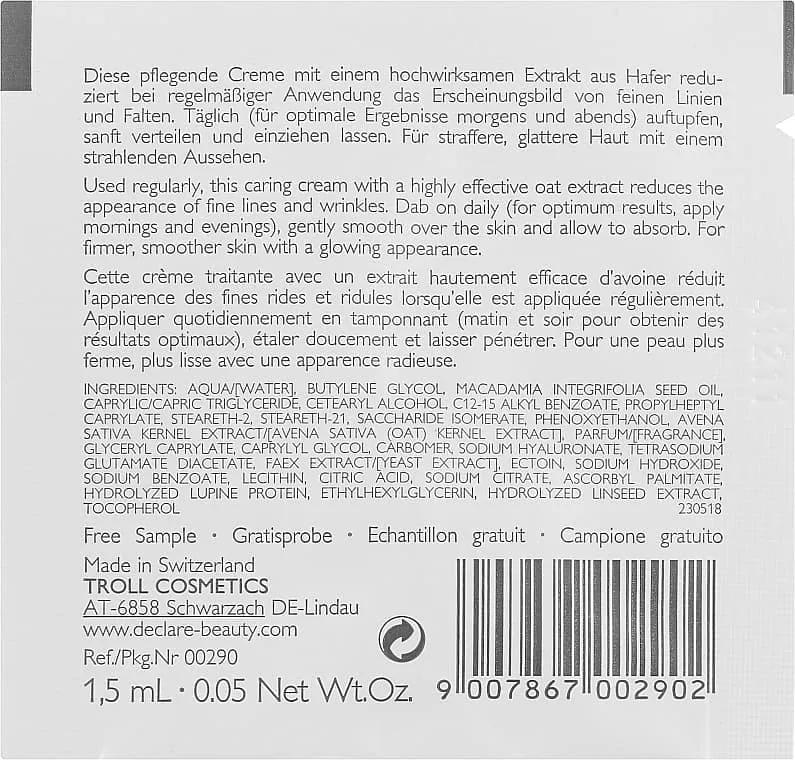 Diese pflegende Creme mit einem hochwirksamen Extrakt aus Hafer redu-
ziert bei regelmäßiger Anwendung das Erscheinungsbild von feinen Linien
und Falten. Täglich (für optimale Ergebnisse morgens und abends) auftupfen,
sanft verteilen und einziehen lassen. Für straffere, glattere Haut mit einem
strahlenden Aussehen.
Used regularly, this caring cream with a highly effective oat extract reduces the
appearance of fine lines and wrinkles. Dab on daily (for optimum results, apply
mornings and evenings), gently smooth over the skin and allow to absorb. For
firmer, smoother skin with a glowing appearance.
Cette crème traitante avec un extrait hautement efficace d'avoine réduit
l'apparence des fines rides et ridules lorsqu'elle est appliquée régulièrement.
Appliquer quotidiennement en tamponnant (matin et soir pour obtenir des
résultats optimaux), étaler doucement et laisser pénétrer. Pour une peau plus
ferme, plus lisse avec une apparence radieuse.
INGREDIENTS: AQUA/[WATER], BUTYLENE GLYCOL, MACADAMIA INTEGRIFOLIA SEED OIL,
CAPRYLIC/CAPRIC TRIGLYCERIDE, CETEARYL ALCOHOL, C12-15 ALKYL BENZOATE, PROPYLHEPTYL
CAPRYLATE, STEARETH-2, STEARETH-21, SACCHARIDE ISOMERATE, PHENOXYETHANOL, AVENA
SATIVA KERNEL EXTRACT/[AVENA SATIVA (OAT) KERNEL EXTRACT], PARFUM/[FRAGRANCE],
GLYCERYL CAPRYLATE, CAPRYLYL GLYCOL, CARBOMER, SODIUM HYALURONATE, TETRASODIUM
GLUTAMATE DIACETATE, FAEX EXTRACT/[YEAST EXTRACT], ECTOIN, SODIUM HYDROXIDE,
SODIUM BENZOATE, LECITHIN, CITRIC ACID, SODIUM CITRATE, ASCORBYL PALMITATE,
HYDROLYZED LUPINE PROTEIN, ETHYLHEXYLGLYCERIN, HYDROLYZED LINSEED EXTRACT,
TOCOPHEROL 230518
Free Sample · Gratisprobe · Echantillon gratuit · Campione gratuito
Made in Switzerland
TROLL COSMETICS
AT-6858 Schwarzach DE-Lindau
www.declare-beauty.com
Ref./Pkg.Nr 00290
1,5 mL · 0.05 Net Wt.Oz.
9 007867 002902